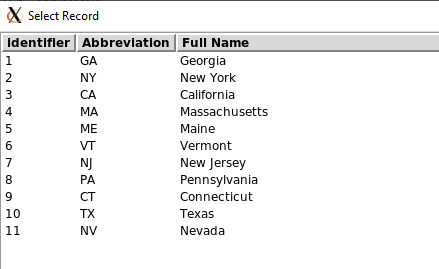 Select Record
identifier Abbreviation Full Name
1 GA Georgia
2 NY New York
3 CA California
4 MA Massachusetts
5 ME Maine
6 VT Vermont
7 NJ New Jersey
8 PA Pennsylvania
9 CT Connecticut
10 TX Texas
11 NV Nevada